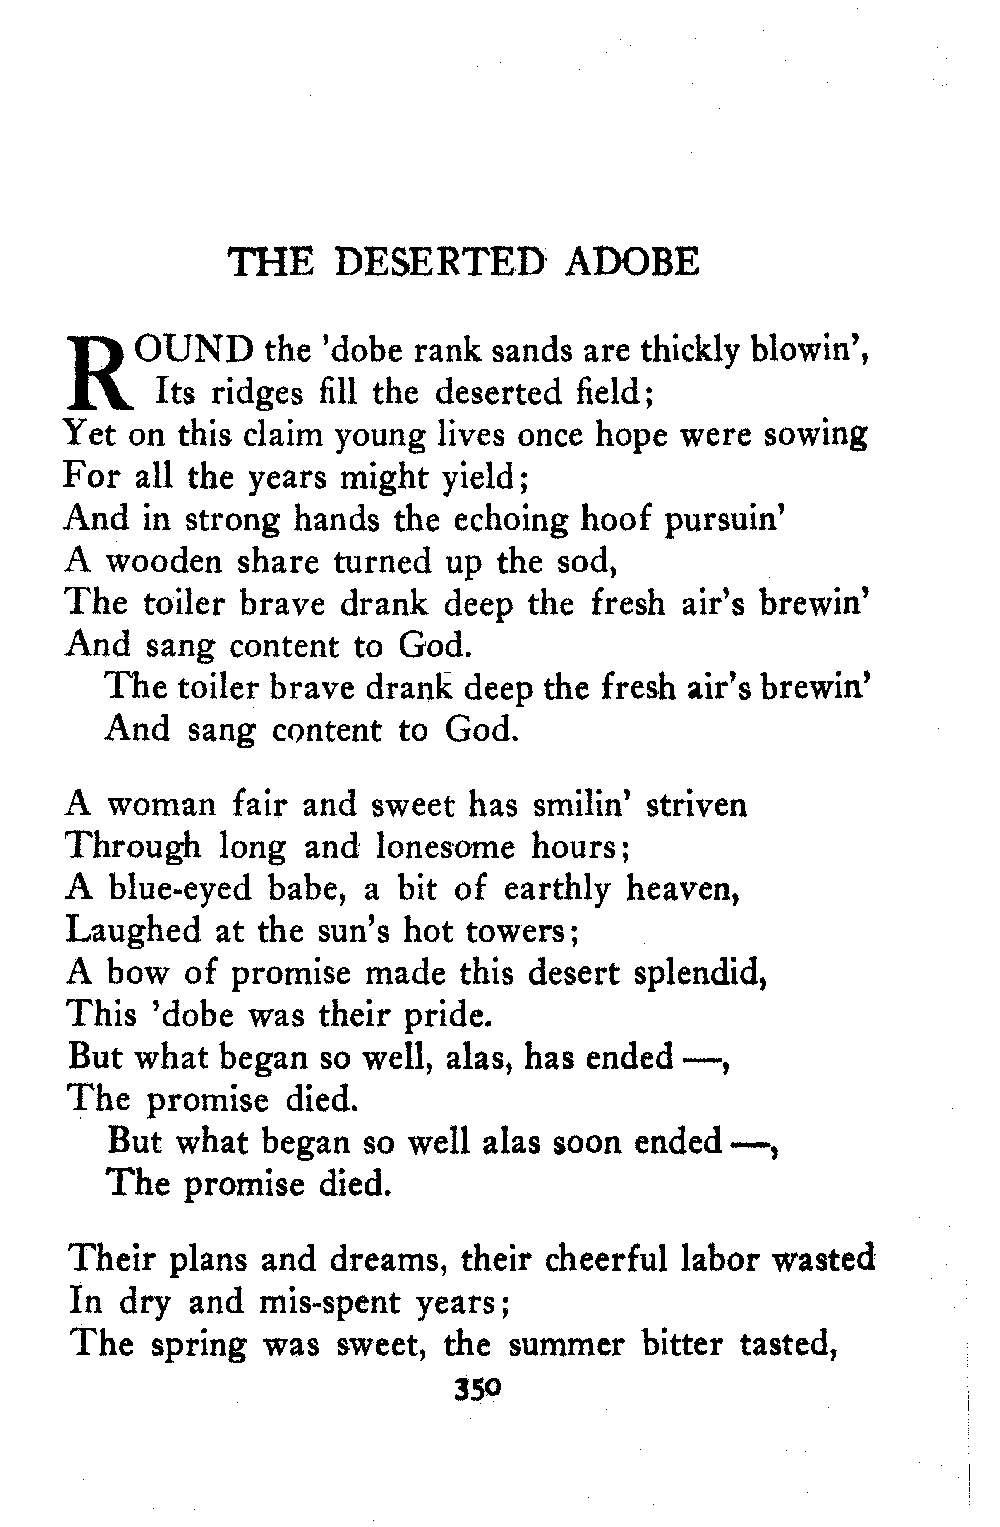 THE DESERTED ADOBE
ROUND the 'dobe rank sands are thickly blowin',
Its ridges fill the deserted field;
Yet on this claim young lives once hope were sowing
For all the years might yield;
And in strong hands the echoing hoof pursuin'
A wooden share turned up the sod,
The toiler brave drank deep the fresh air's brewin'
And sang content to God.
The toiler brave drank deep the fresh air's brewin'
And sang content to God.
A woman fair and sweet has smilin' striven
Through long and lonesome hours;
A blue-eyed babe, a bit of earthly heaven,
Laughed at the sun's hot towers;
A bow of promise made this desert splendid,
This 'dobe was their pride.
But what began so well, alas, has ended —,
The promise died.
But what began so well alas soon ended —,
The promise died.
Their plans and dreams, their cheerful labor wasted
In dry and mis-spent years;
The spring was sweet, the summer bitter tasted,
350